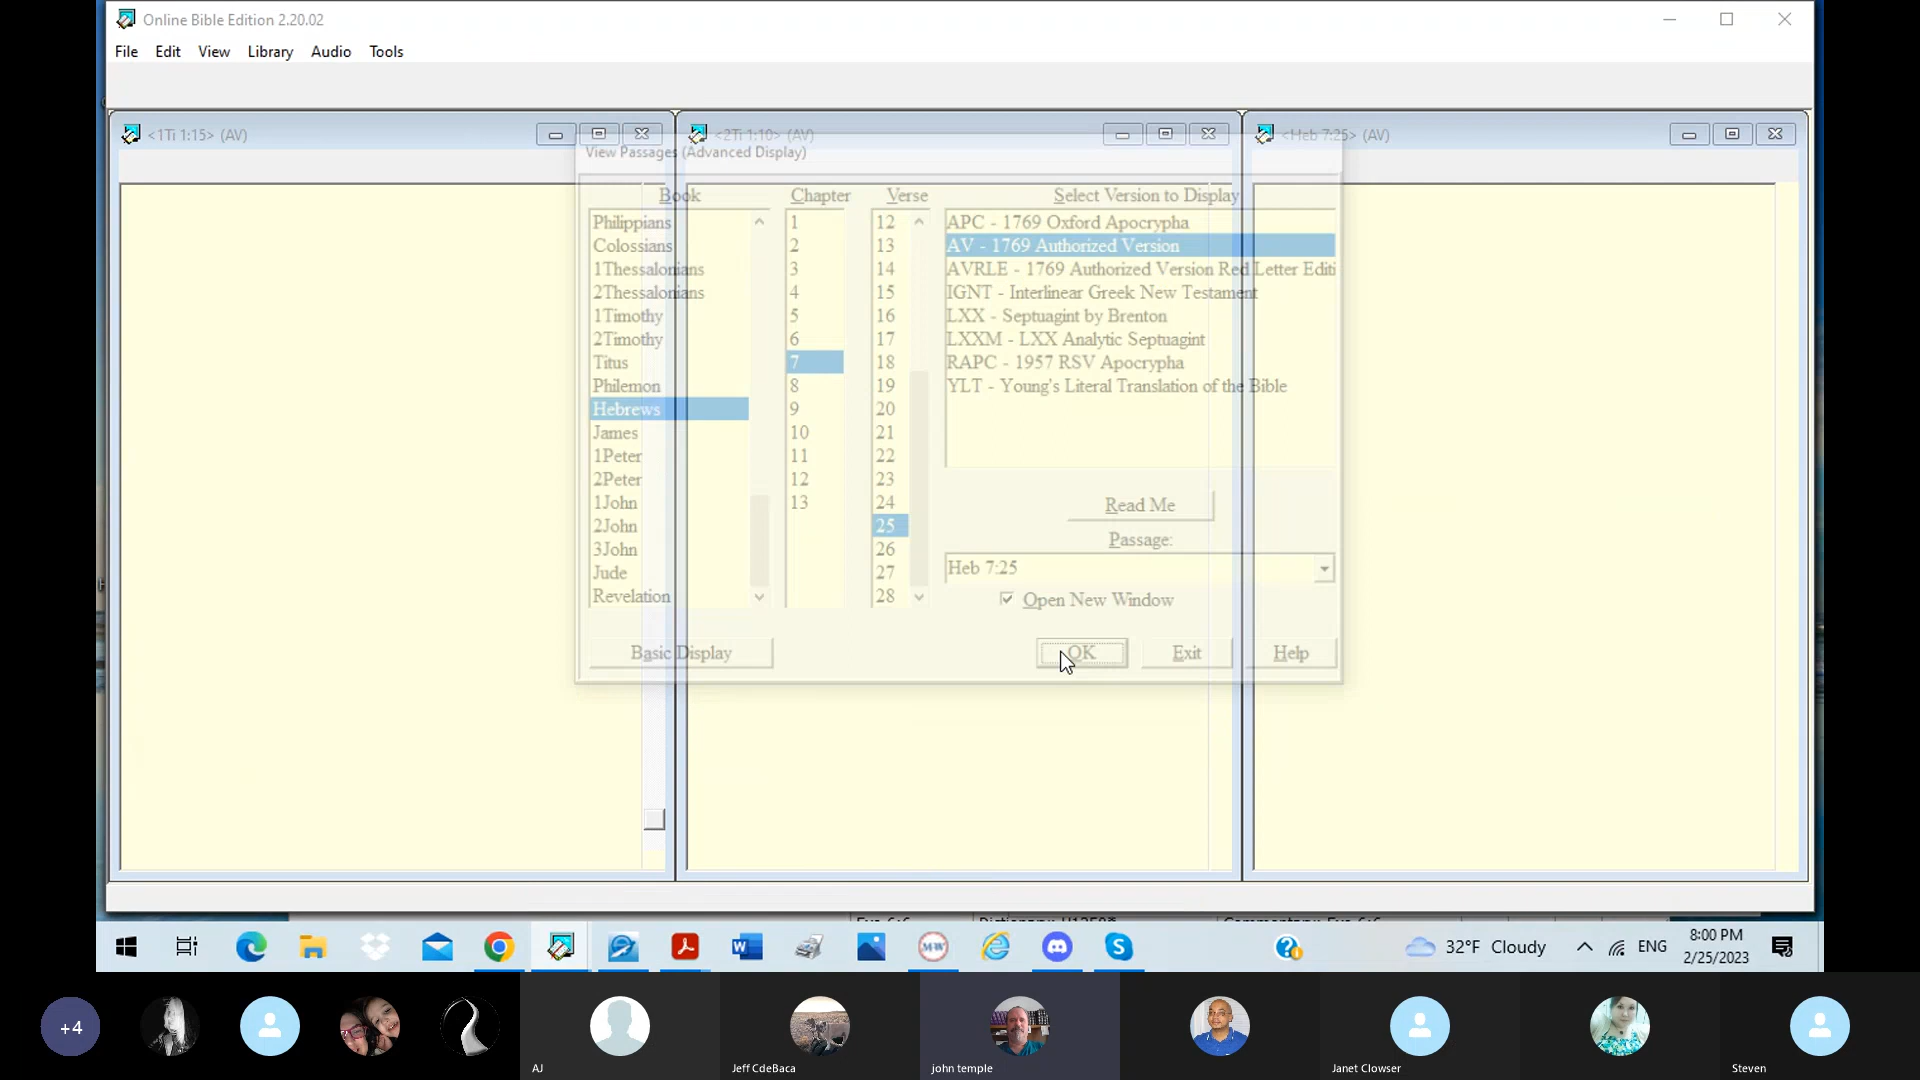 Online Bible Edition 2.20.02
File Edit View Library Audio Tools
<1Ti 1:15> (AV)
<2Ti 1:10> (AV)
<Heb 7:25> (AV)
View Passages (Advanced Display)
Book Chapter Verse Select Version to Display
Philippians 1 12 APC - 1769 Oxford Apocrypha
Colossians 2 13 AV - 1769 Authorized Version
1Thessalonians 3 14 AVRLE - 1769 Authorized Version Red Letter Editi
2Thessalonians 4 15 IGNT - Interlinear Greek New Testament
1Timothy 5 16 LXX - Septuagint by Brenton
2Timothy 6 17 LXXM - LXX Analytic Septuagint
Titus 7 18 RAPC - 1957 RSV Apocrypha
Philemon 8 19 YLT - Young's Literal Translation of the Bible
Hebrews 9 20
James 10 21
1Peter 11 22
2Peter 12 23
1John 13 24
2John 25
3John 26
Jude 27
Revelation 28
Read Me
Passage:
Heb 7:25
Open New Window
Basic Display OK Exit Help
32°F Cloudy
ENG
8:00 PM
2/25/2023
+4
AJ
Jeff CdeBaca
john temple
Janet Clowser
Steven